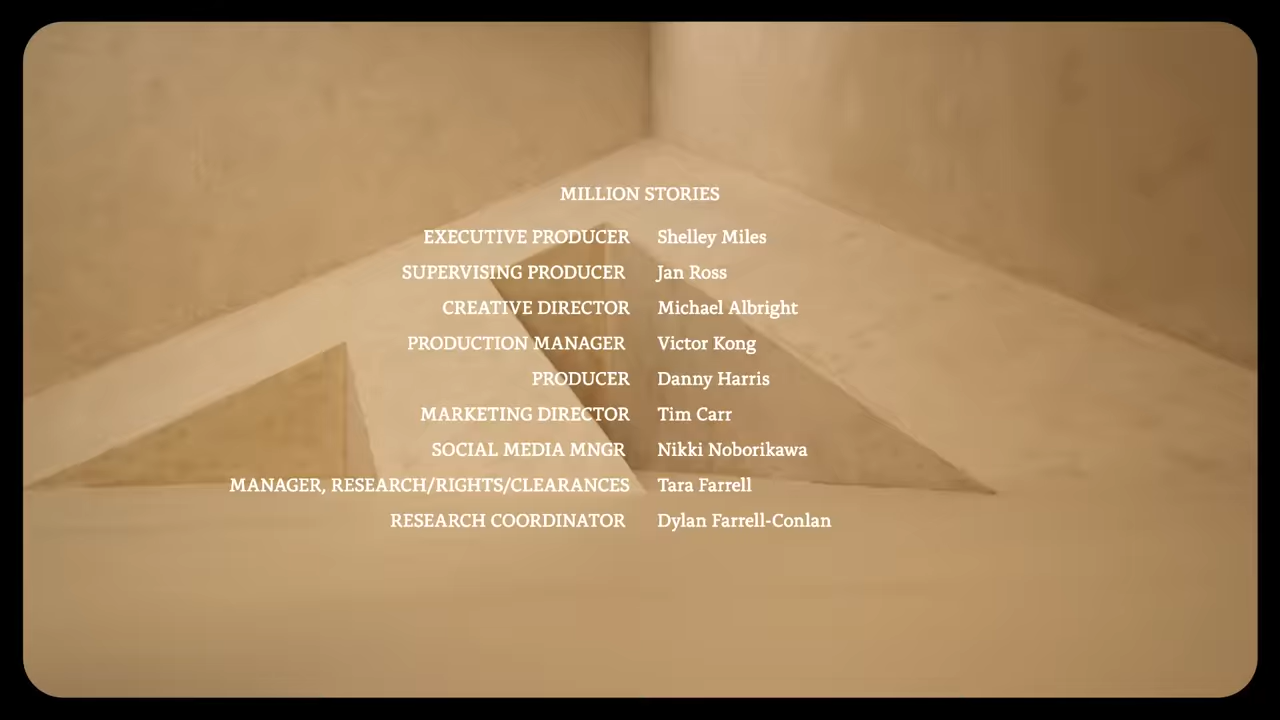 MILLION STORIES
EXECUTIVE PRODUCER Shelley Miles
SUPERVISING PRODUCER Jan Ross
CREATIVE DIRECTOR Michael Albright
PRODUCTION MANAGER Victor Kong
PRODUCER Danny Harris
MARKETING DIRECTOR Tim Carr
SOCIAL MEDIA MNGR Nikki Noborikawa
MANAGER, RESEARCH/RIGHTS/CLEARANCES Tara Farrell
RESEARCH COORDINATOR Dylan Farrell-Conlan